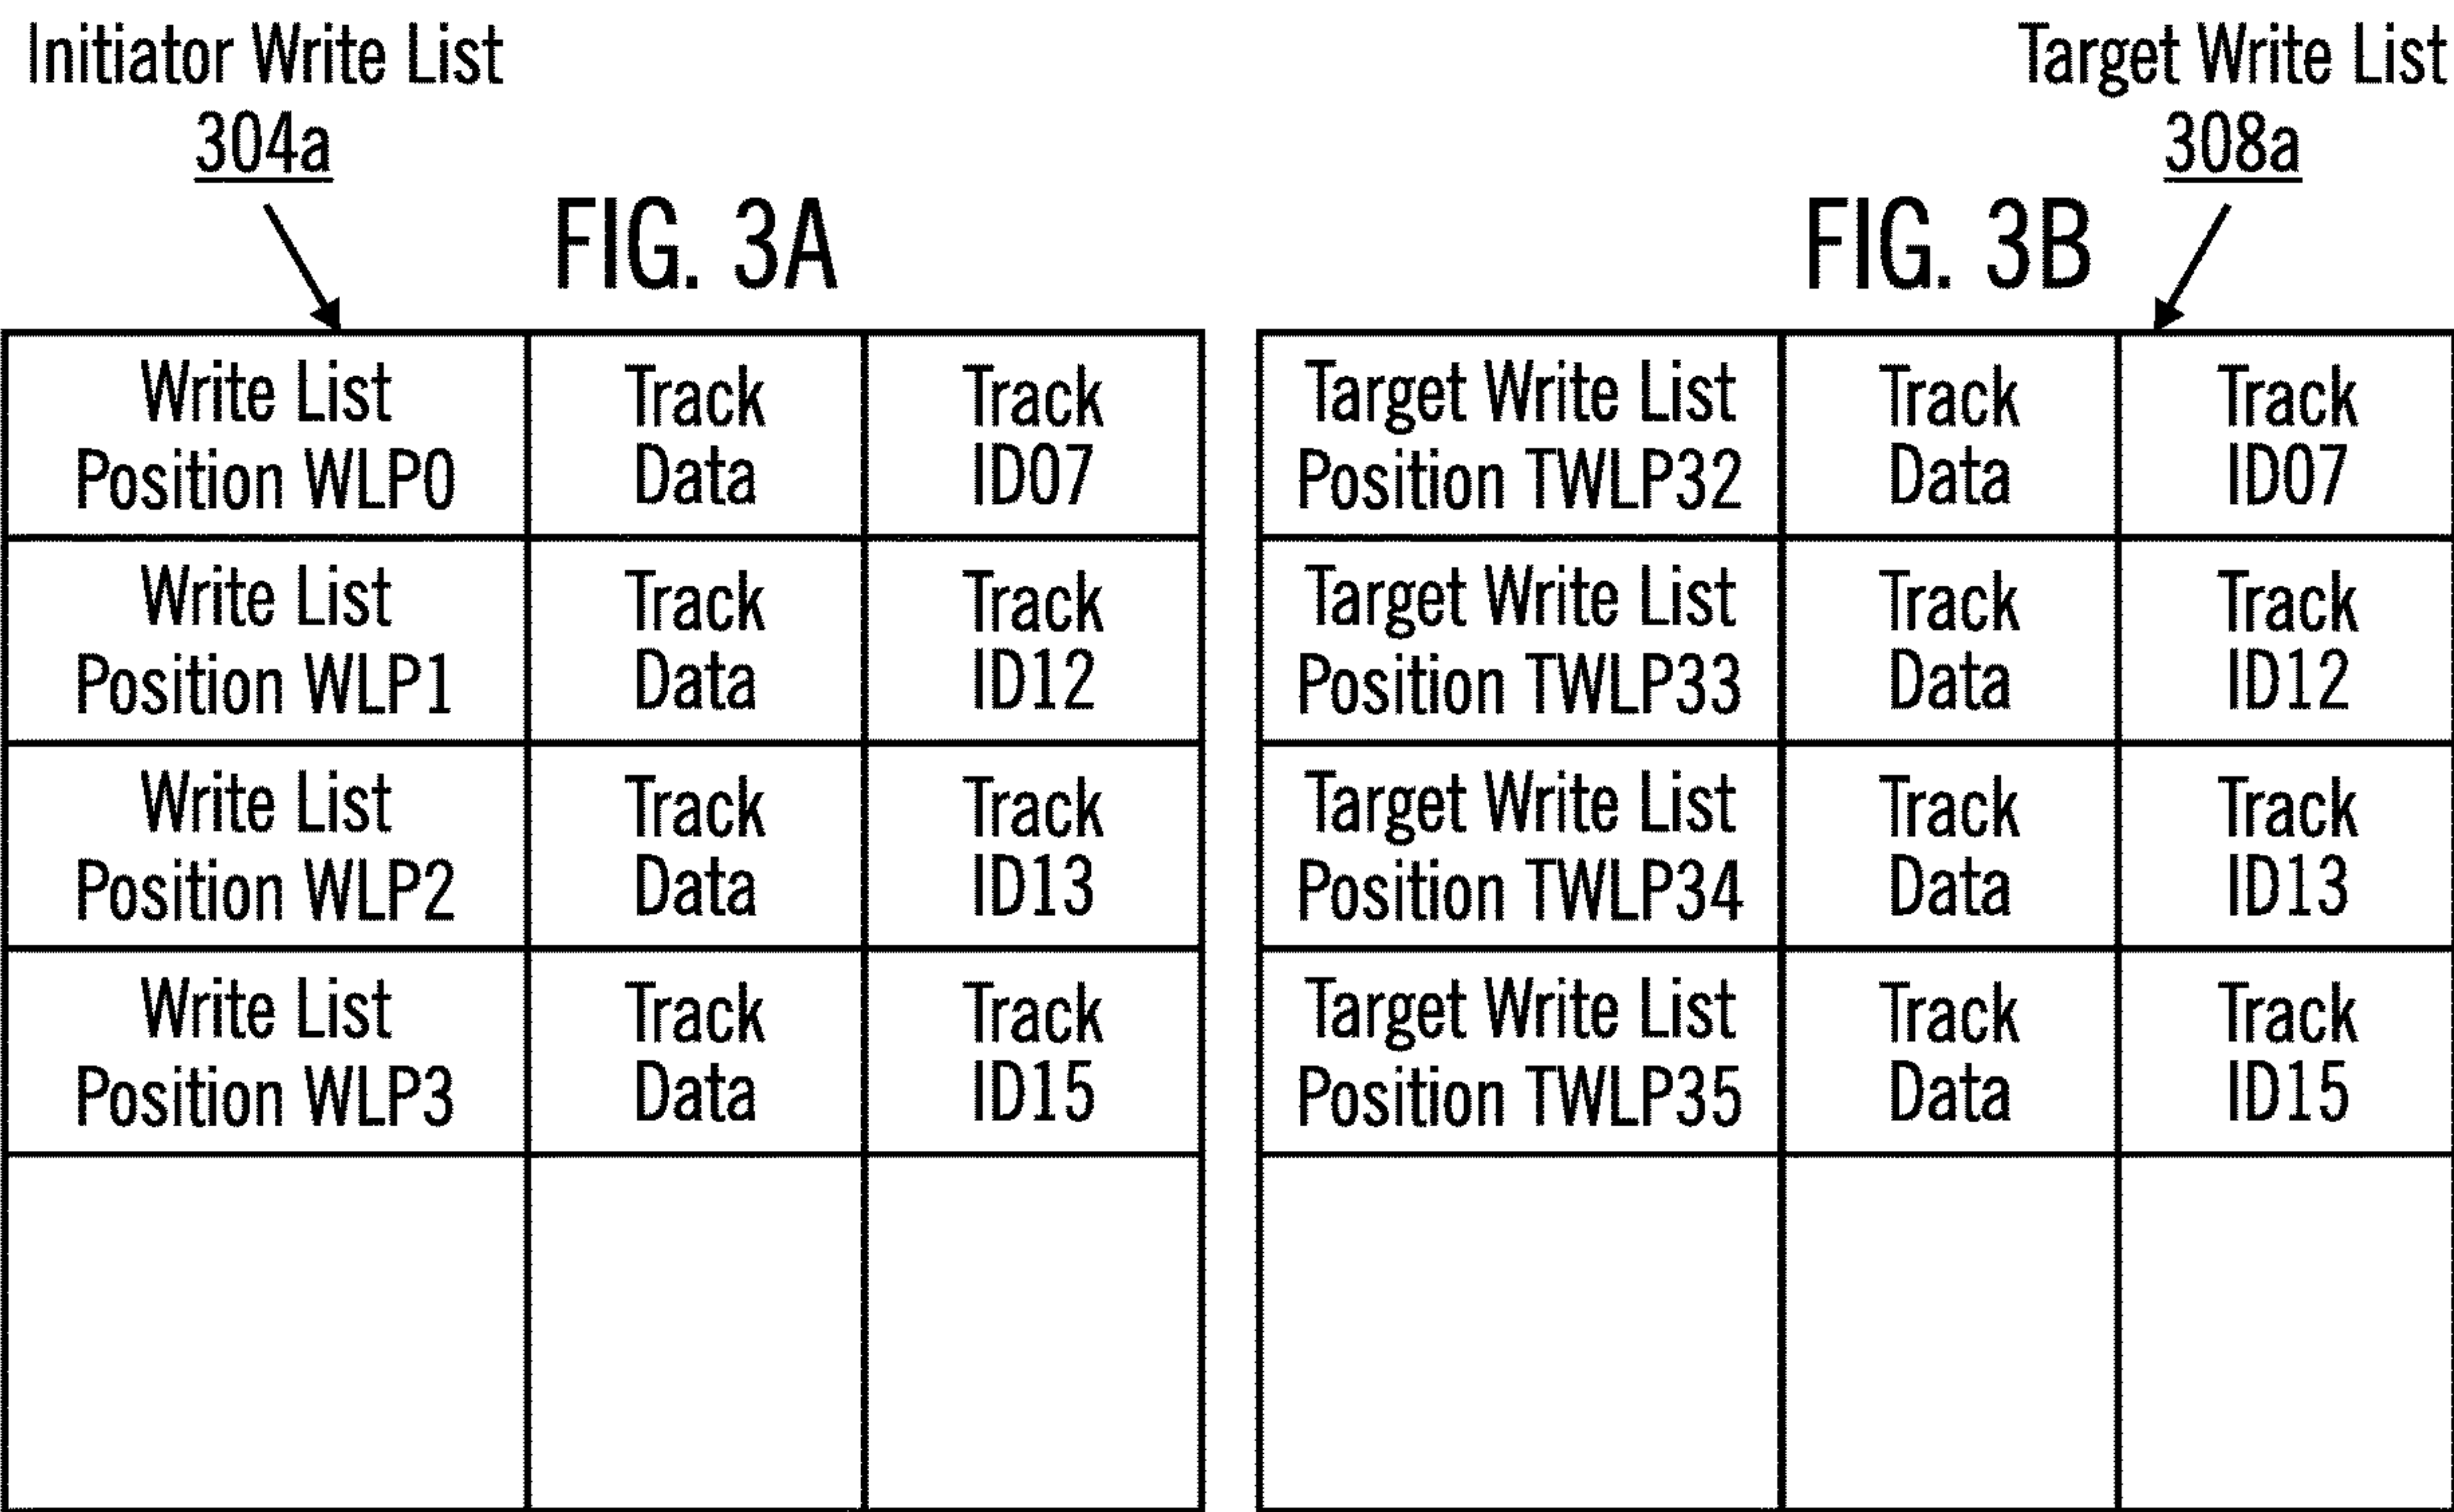 Initiator Write List
304a
FIG. 3A
Write List
Position WLP0
Track
Data
Track
ID07
Write List
Position WLP1
Track
Data
Track
ID12
Write List
Position WLP2
Track
Data
Track
ID13
Write List
Position WLP3
Track
Data
Track
ID15
Target Write List
308a
FIG. 3B
Target Write List
Position TWLP32
Track
Data
Track
ID07
Target Write List
Position TWLP33
Track
Data
Track
ID12
Target Write List
Position TWLP34
Track
Data
Track
ID13
Target Write List
Position TWLP35
Track
Data
Track
ID15